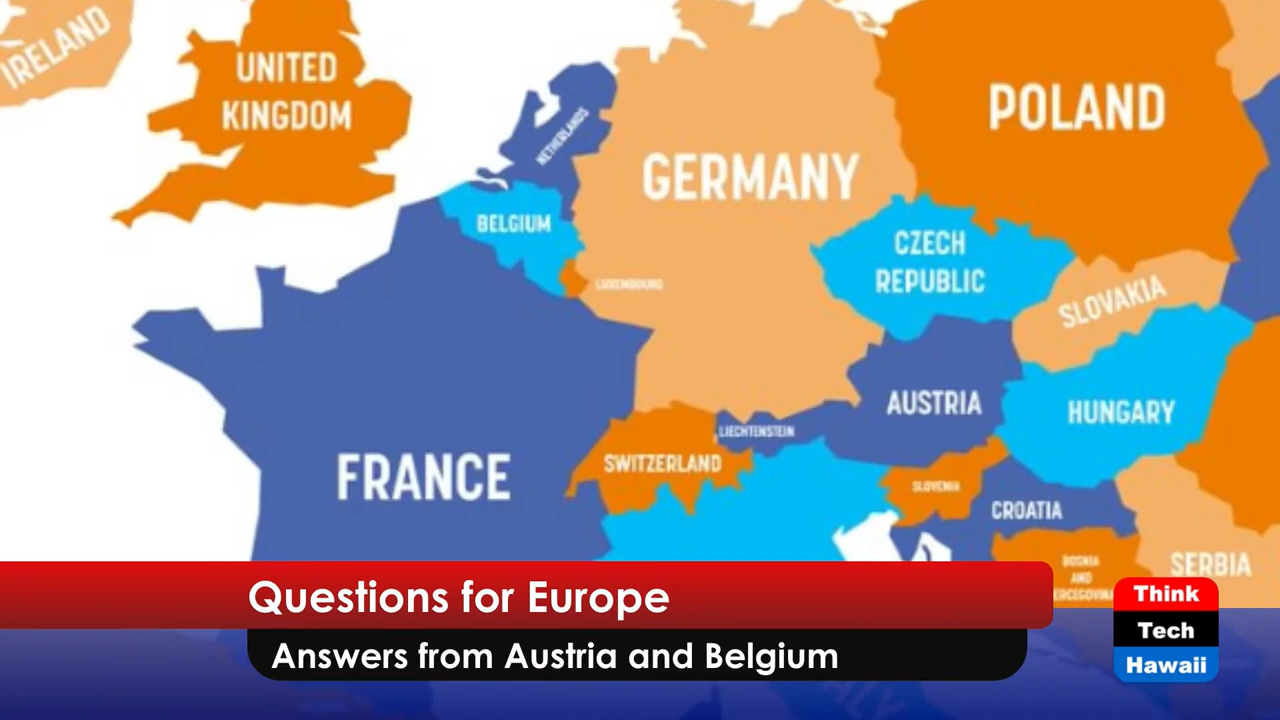 IRELAND
UNITED
KINGDOM
NETHERLANDS
POLAND
GERMANY
BELGIUM
CZECH
REPUBLIC
LUXEMBOURG
SLOVAKIA
AUSTRIA
HUNGARY
LIECHTENSTEIN
FRANCE
SWITZERLAND
SLOVENIA
CROATIA
BOSNIA
AND
ERCEGOVINA
SERBIA
Questions for Europe
Answers from Austria and Belgium
Think
Tech
Hawaii